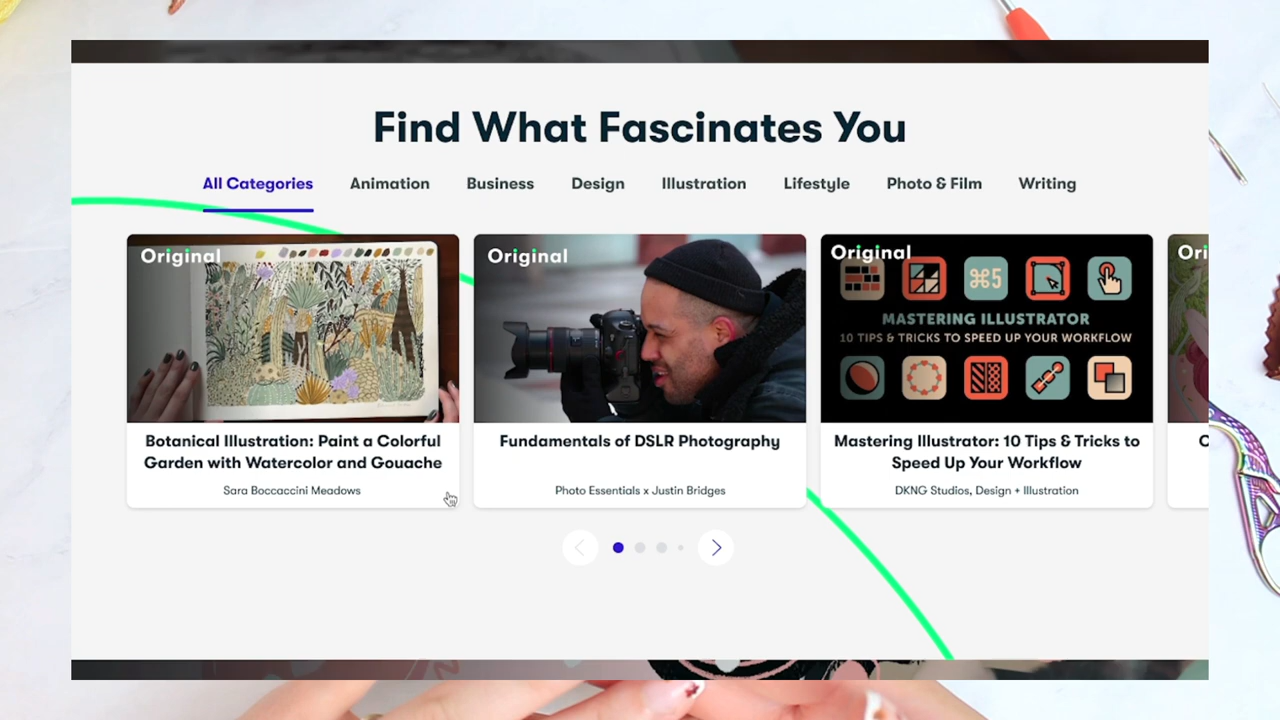 Find What Fascinates You
All Categories Animation Business Design Illustration Lifestyle Photo & Film Writing
Original
Original
Original
Ori
⌘5
MASTERING ILLUSTRATOR
10 TIPS & TRICKS TO SPEED UP YOUR WORKFLOW
Botanical Illustration: Paint a Colorful
Garden with Watercolor and Gouache
Sara Boccaccini Meadows
Fundamentals of DSLR Photography
Photo Essentials x Justin Bridges
Mastering Illustrator: 10 Tips & Tricks to
Speed Up Your Workflow
DKNG Studios, Design + Illustration